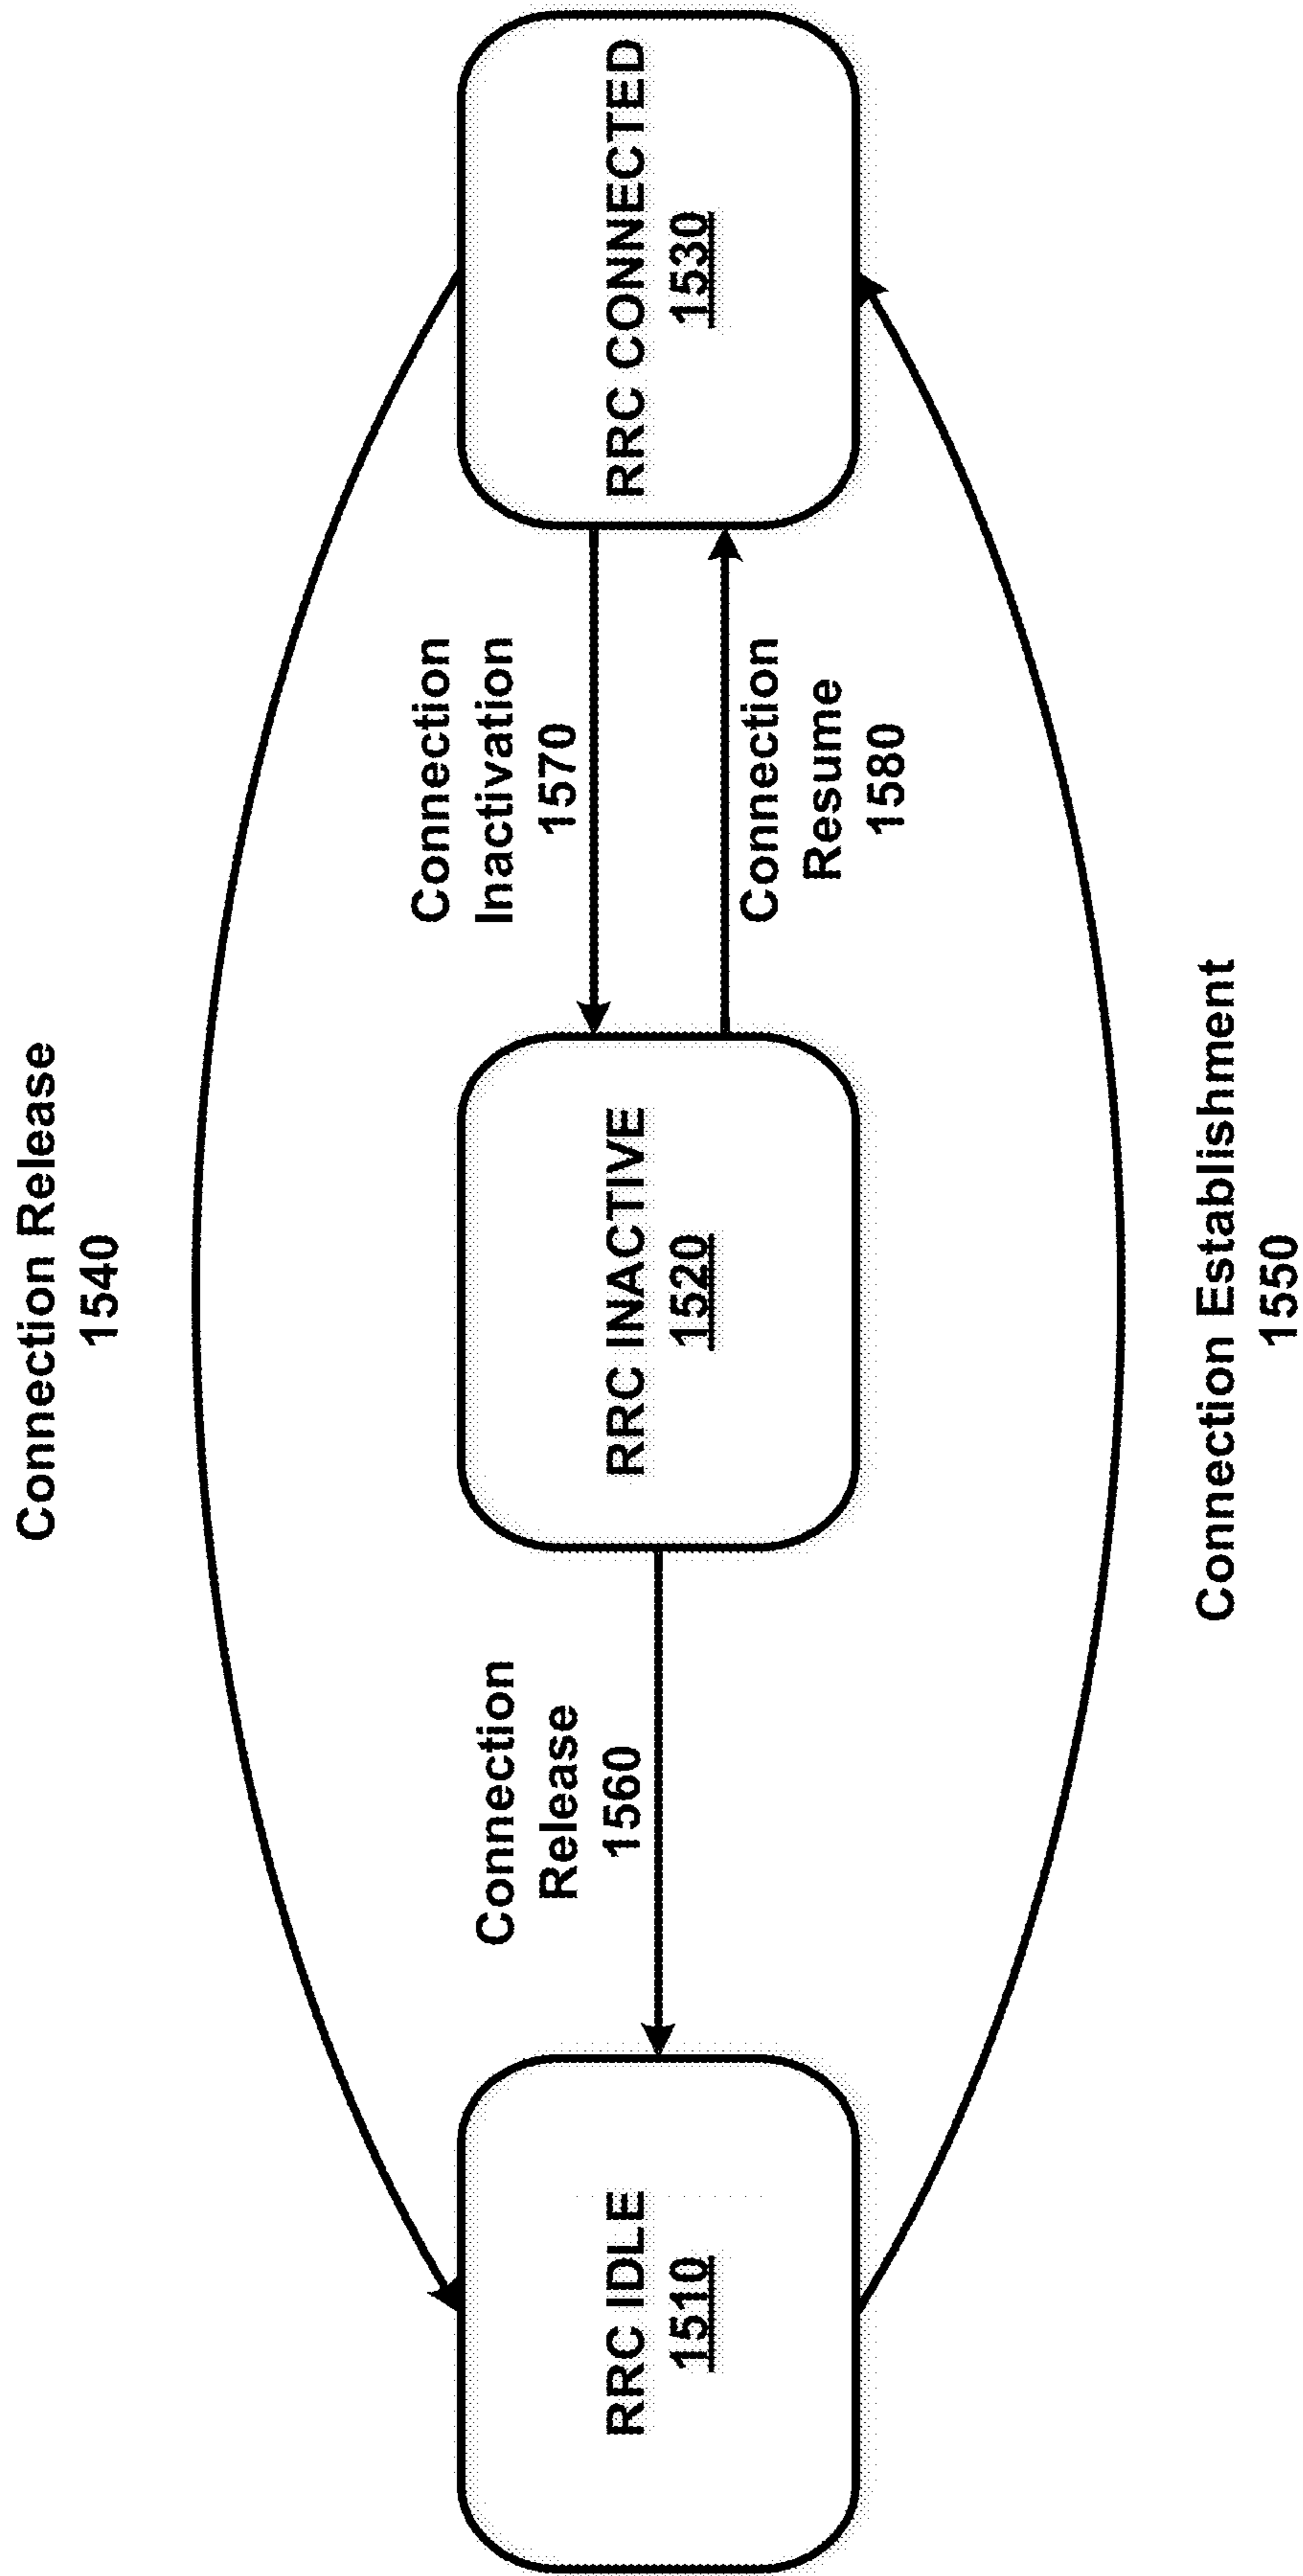 Connection Release
1540
RRC IDLE
1510
Connection
Release
1560
RRC INACTIVE
1520
Connection
Inactivation
1570
Connection
Resume
1580
RRC CONNECTED
1530
Connection Establishment
1550